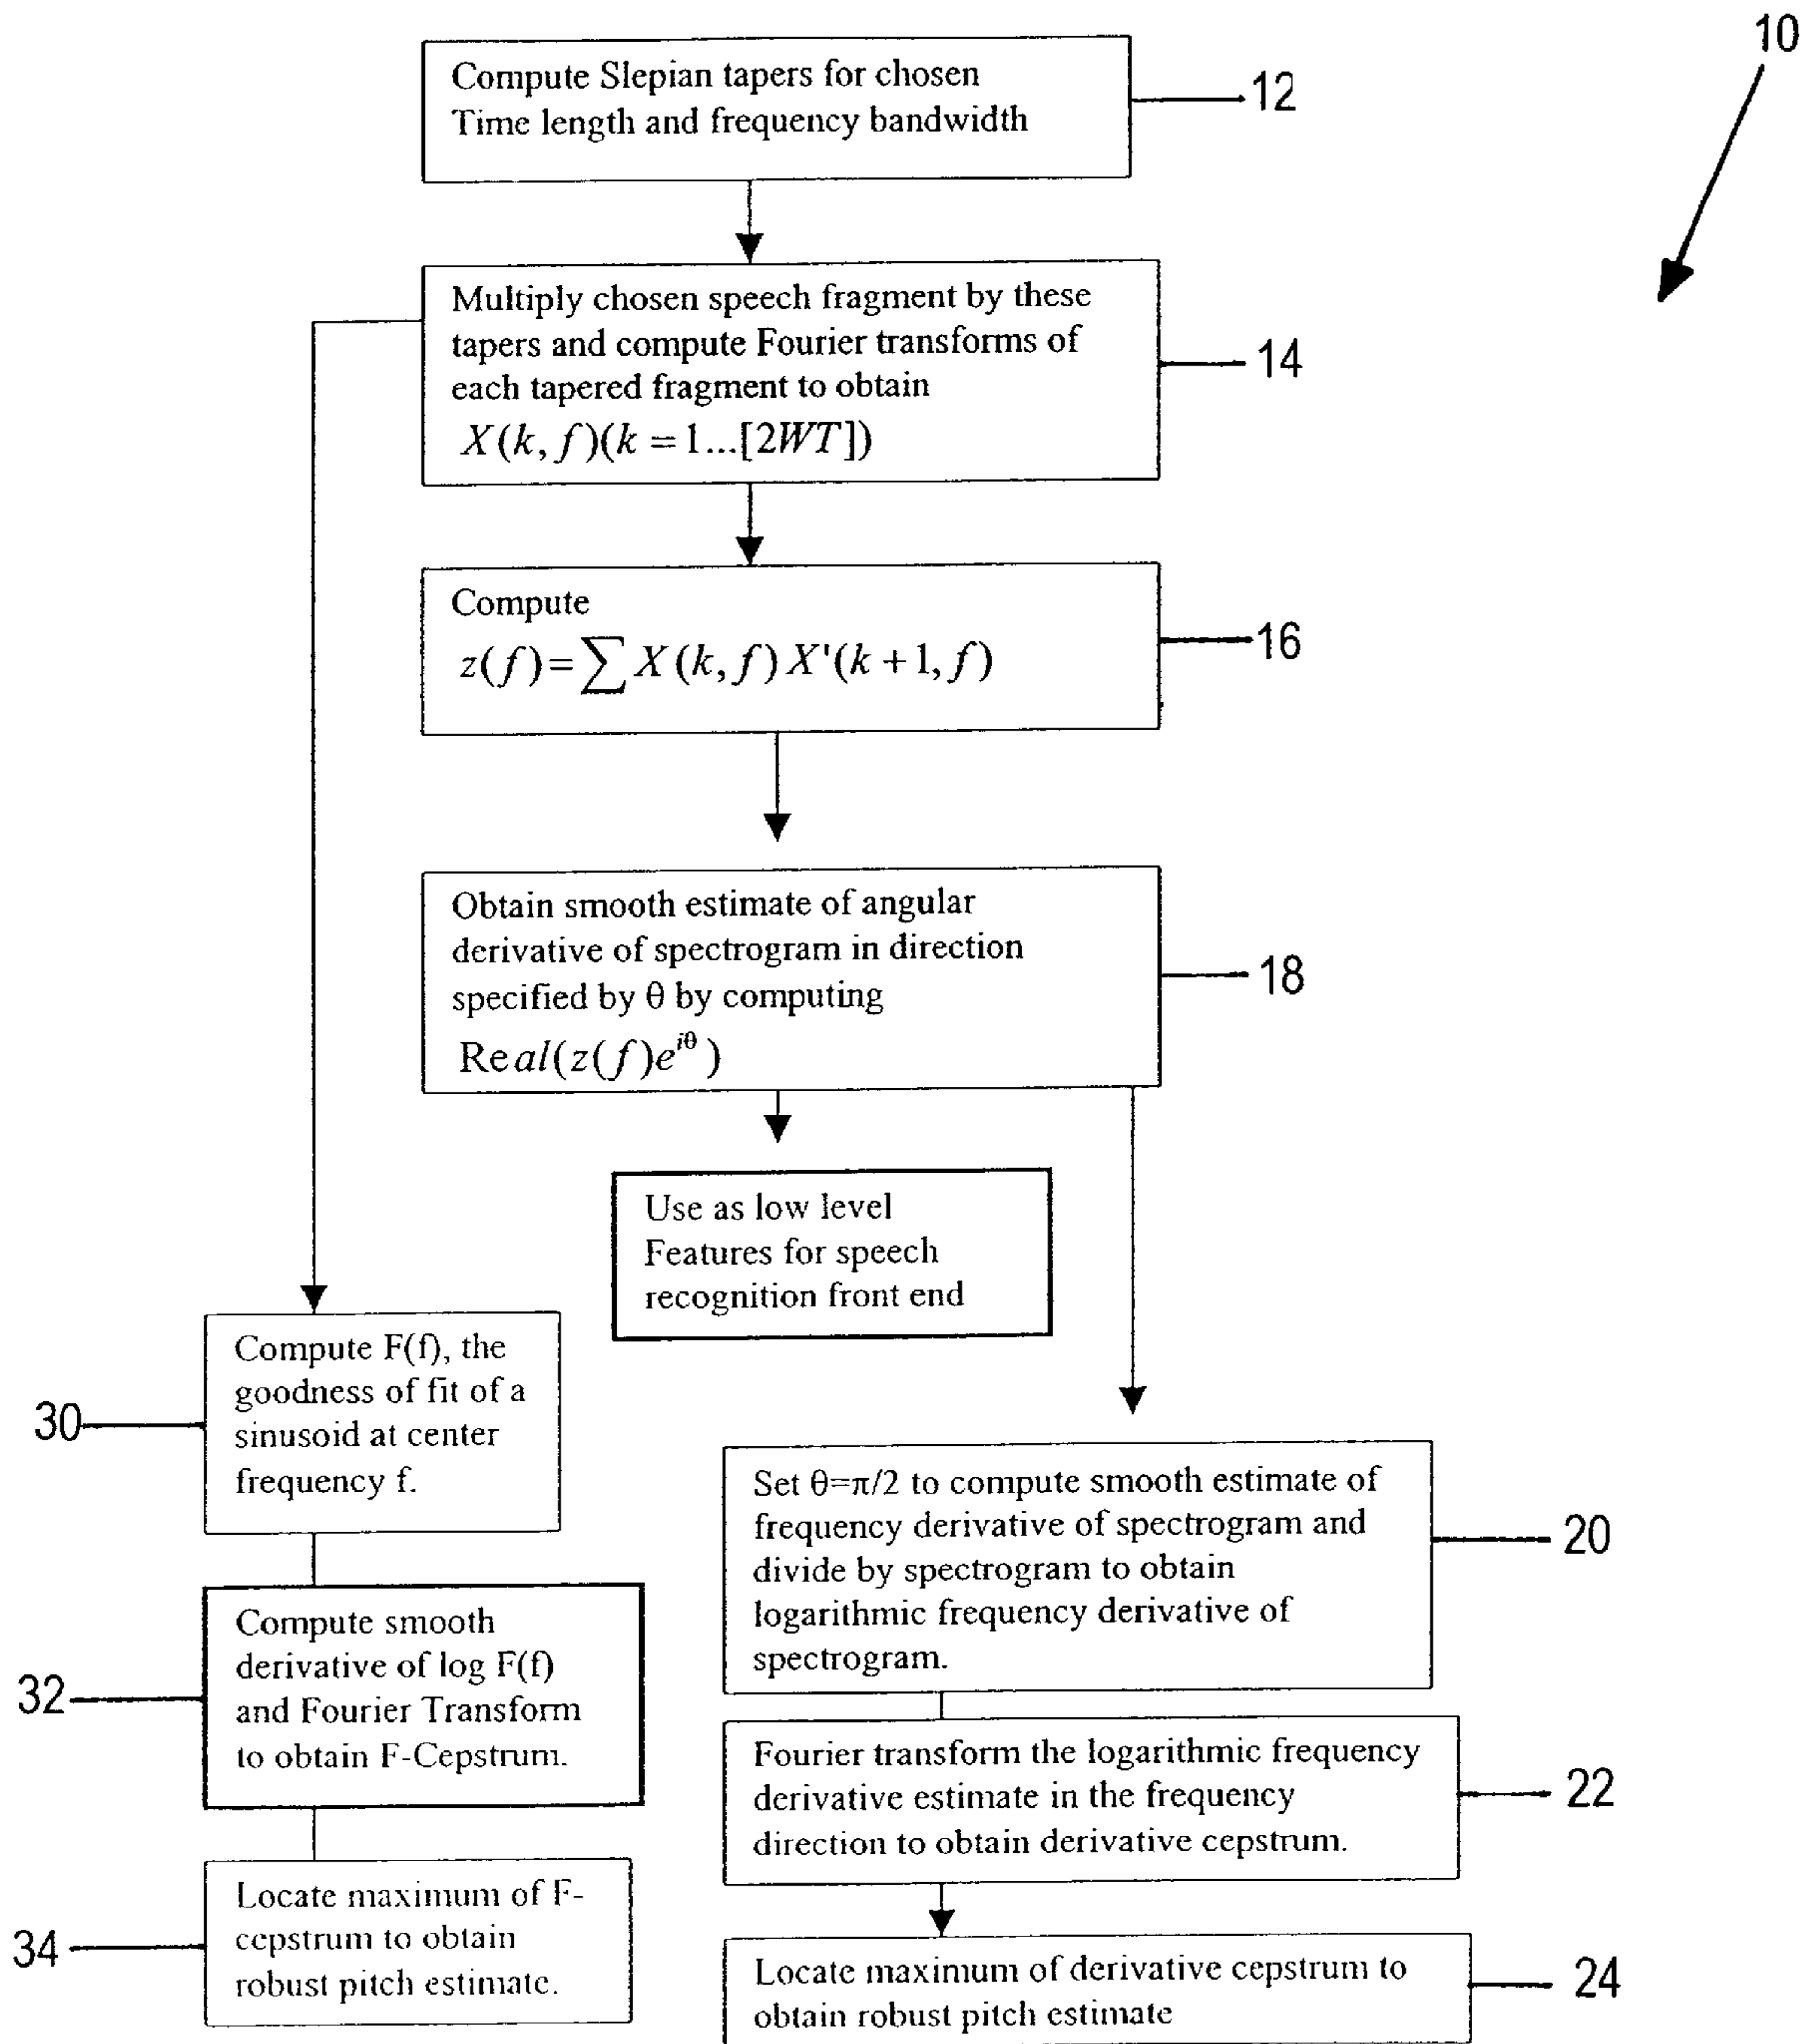 10
Compute Slepian tapers for chosen
Time length and frequency bandwidth
12
Multiply chosen speech fragment by these
tapers and compute Fourier transforms of
each tapered fragment to obtain
X(k, f)(k = 1...[2WT])
14
Compute
z(f)=∑X(k, f)X'(k+1, f)
16
Obtain smooth estimate of angular
derivative of spectrogram in direction
specified by θ by computing
Real(z(f)e^{iθ})
18
Use as low level
Features for speech
recognition front end
Compute F(f), the
goodness of fit of a
sinusoid at center
frequency f.
30
Set θ=π/2 to compute smooth estimate of
frequency derivative of spectrogram and
divide by spectrogram to obtain
logarithmic frequency derivative of
spectrogram.
20
Compute smooth
derivative of log F(f)
and Fourier Transform
to obtain F-Cepstrum.
32
Fourier transform the logarithmic frequency
derivative estimate in the frequency
direction to obtain derivative cepstrum.
22
Locate maximum of F-
cepstrum to obtain
robust pitch estimate.
34
Locate maximum of derivative cepstrum to
obtain robust pitch estimate
24